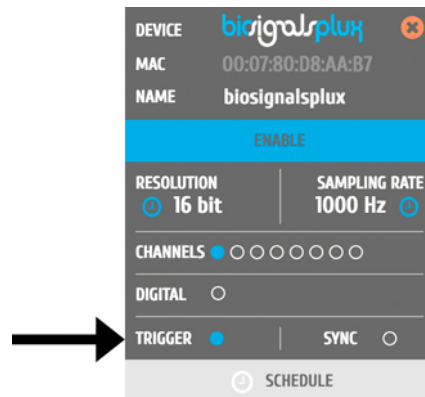 DEVICE biosignalsplux
MAC 00:07:80:D8:AA:B7
NAME biosignalsplux
ENABLE
RESOLUTION SAMPLING RATE
16 bit 1000 Hz
CHANNELS
DIGITAL
TRIGGER SYNC
SCHEDULE